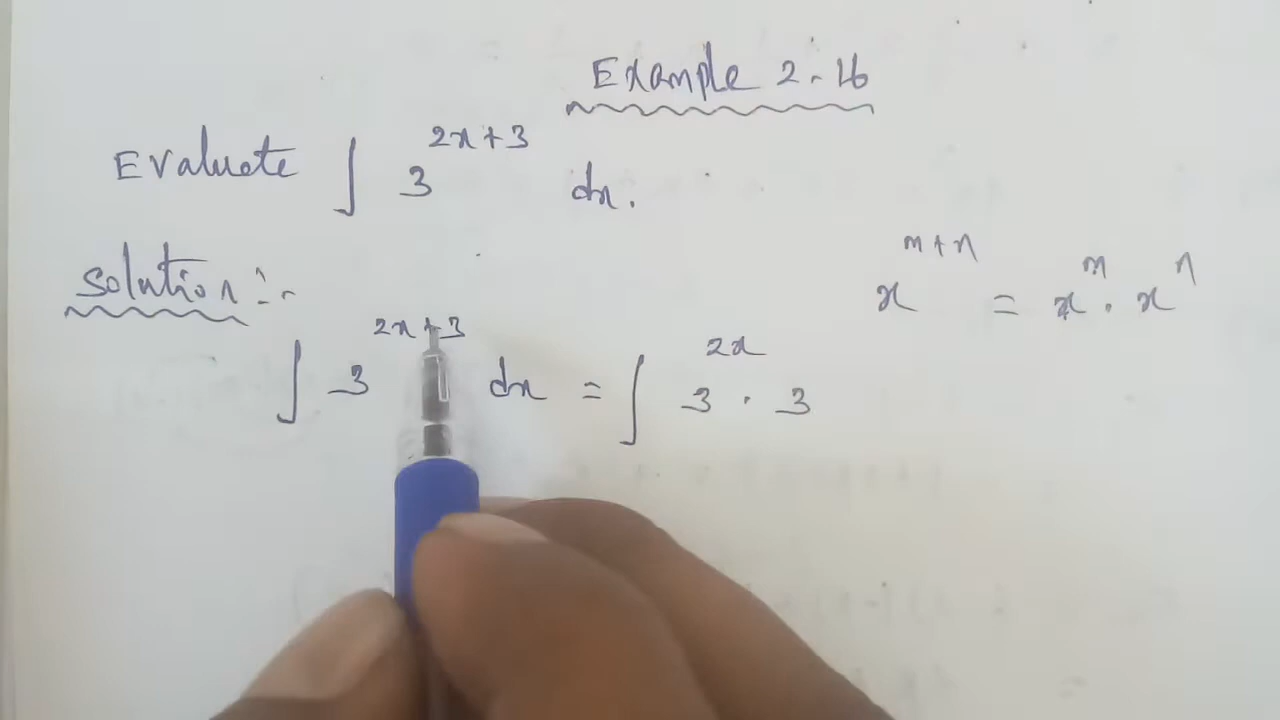 Example 2.16
Evaluate ∫ 3^{2x+3} dx.
Solution :-
x^{m+n} = x^m . x^n
∫ 3^{2x+3} dx = ∫ 3^{2x} . 3